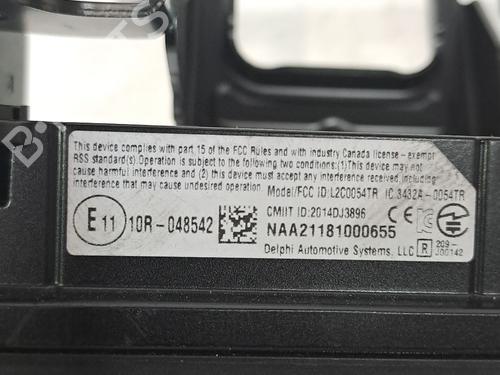 This device complies with part 15 of the FCC Rules and with industry Canada license - exempt
RSS standard(s).Operation is subject to the following two conditions:(1)This device may not
cause harmful interference, and (2) this device must accept any interference received, including
interference that may cause undesired operation.
Model/FCC ID:L2C0054TR IC:3432A-0054TR
E 11 10R-048542
CMIIT ID:2014DJ3896
NAA21181000655
Delphi Automotive Systems, LLC
R 209-
J00142